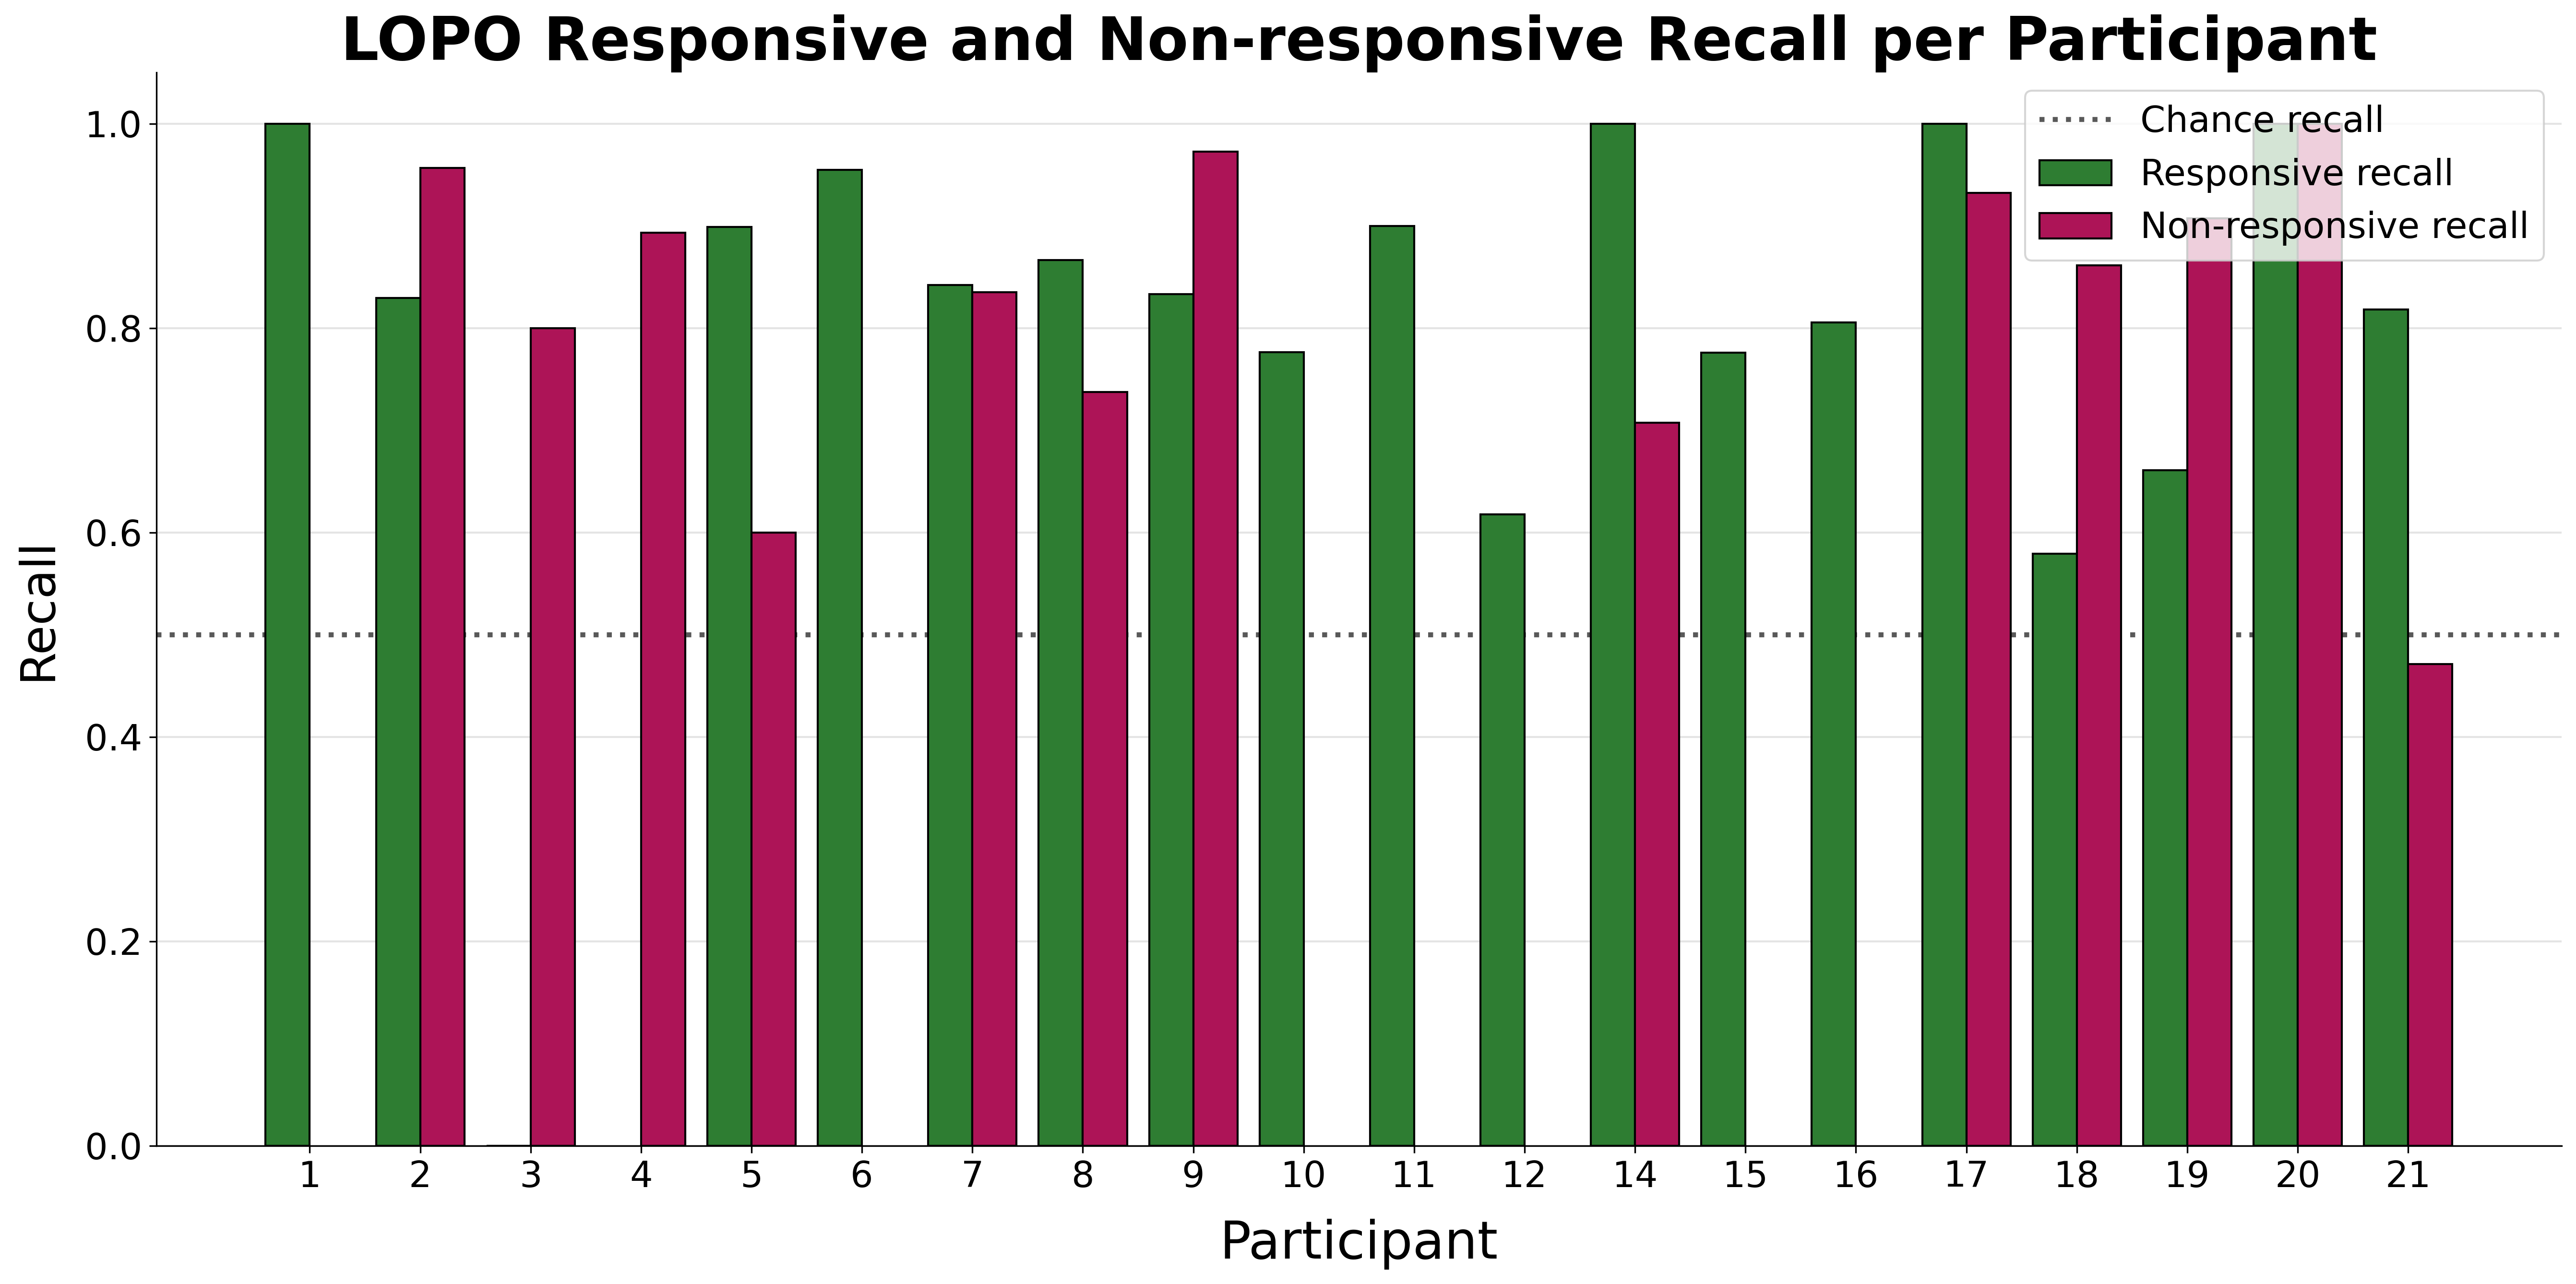 LOPO Responsive and Non-responsive Recall per Participant
Chance recall
Responsive recall
Non-responsive recall
1.0
0.8
0.6
0.4
0.2
0.0
Recall
1 2 3 4 5 6 7 8 9 10 11 12 14 15 16 17 18 19 20 21
Participant